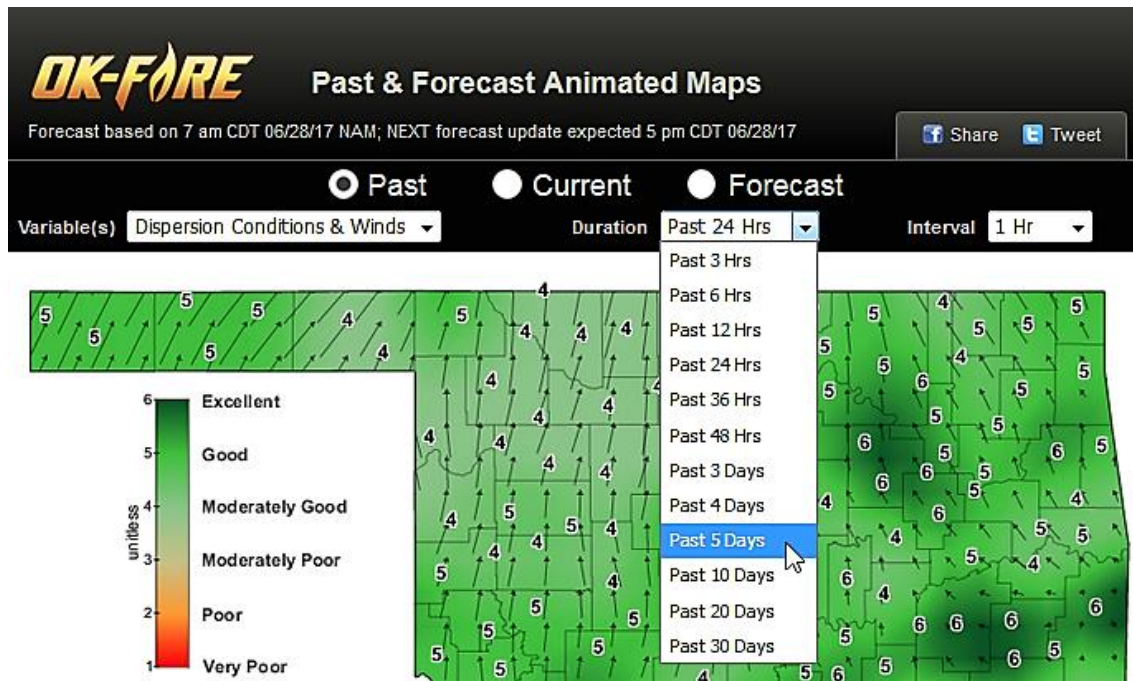 OK-FIRE
Past & Forecast Animated Maps
Forecast based on 7 am CDT 06/28/17 NAM; NEXT forecast update expected 5 pm CDT 06/28/17
Share Tweet
Past Current Forecast
Variable(s) Dispersion Conditions & Winds Duration Past 24 Hrs Interval 1 Hr
Past 3 Hrs
Past 6 Hrs
Past 12 Hrs
Past 24 Hrs
Past 36 Hrs
Past 48 Hrs
Past 3 Days
Past 4 Days
Past 5 Days
Past 10 Days
Past 20 Days
Past 30 Days
6 Excellent
5 Good
4 Moderately Good
3 Moderately Poor
2 Poor
1 Very Poor
unitless